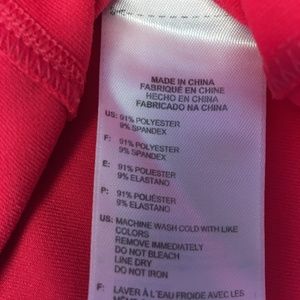 MADE IN CHINA
FABRIQUÉ EN CHINE
HECHO EN CHINA
FABRICADO NA CHINA
US: 91% POLYESTER
9% SPANDEX
F: 91% POLYESTER
9% SPANDEX
E: 91% POLIESTER
9% ELASTANO
P: 91% POLIÉSTER
9% ELASTANO
US: MACHINE WASH COLD WITH LIKE
COLORS
REMOVE IMMEDIATELY
DO NOT BLEACH
LINE DRY
DO NOT IRON
F: LAVER À L'EAU FROIDE AVEC LES